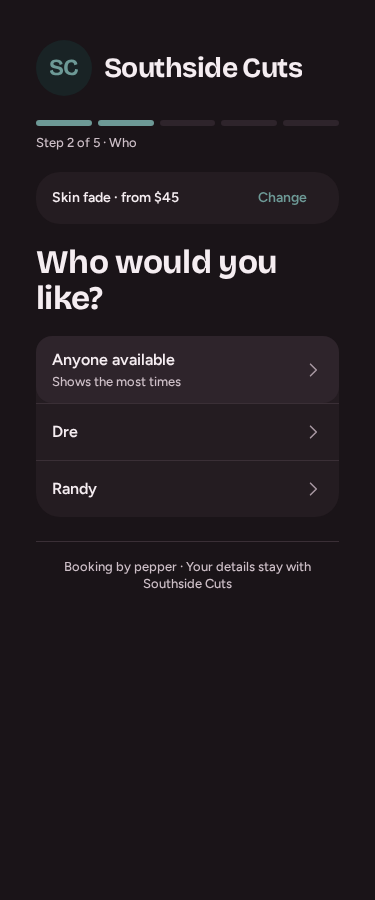 SC
Southside Cuts
Step 2 of 5 · Who
Skin fade · from $45
Change
Who would you
like?
Anyone available
Shows the most times
Dre
Randy
Booking by pepper · Your details stay with
Southside Cuts